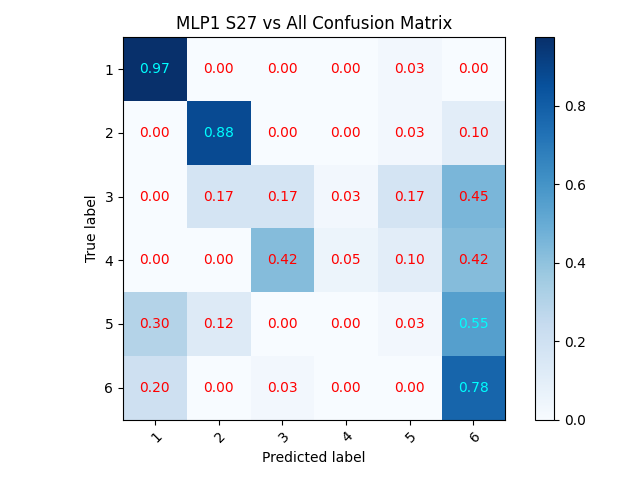 MLP1 S27 vs All Confusion Matrix
True label
1 0.97 0.00 0.00 0.00 0.03 0.00
2 0.00 0.88 0.00 0.00 0.03 0.10
3 0.00 0.17 0.17 0.03 0.17 0.45
4 0.00 0.00 0.42 0.05 0.10 0.42
5 0.30 0.12 0.00 0.00 0.03 0.55
6 0.20 0.00 0.03 0.00 0.00 0.78
1 2 3 4 5 6
Predicted label
0.8
0.6
0.4
0.2
0.0